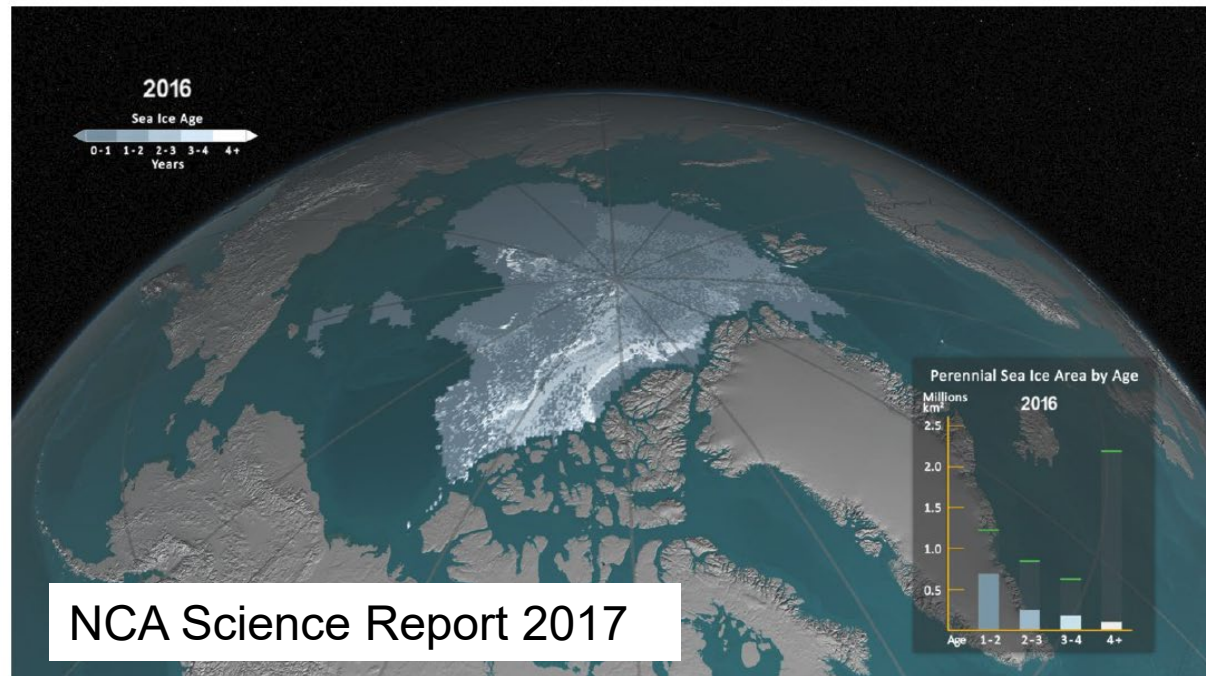 2016
Sea Ice Age
0-1 1-2 2-3 3-4 4+
Years
Perennial Sea Ice Area by Age
Millions
km²
2016
2.5
2.0
1.5
1.0
0.5
Age 1-2 2-3 3-4 4+
NCA Science Report 2017